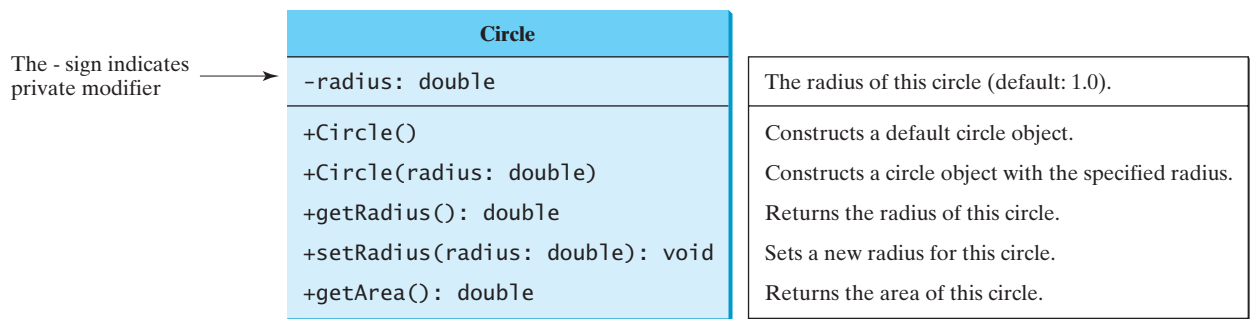 Circle
The - sign indicates
private modifier
-radius: double
The radius of this circle (default: 1.0).
+Circle()
Constructs a default circle object.
+Circle(radius: double)
Constructs a circle object with the specified radius.
+getRadius(): double
Returns the radius of this circle.
+setRadius(radius: double): void
Sets a new radius for this circle.
+getArea(): double
Returns the area of this circle.